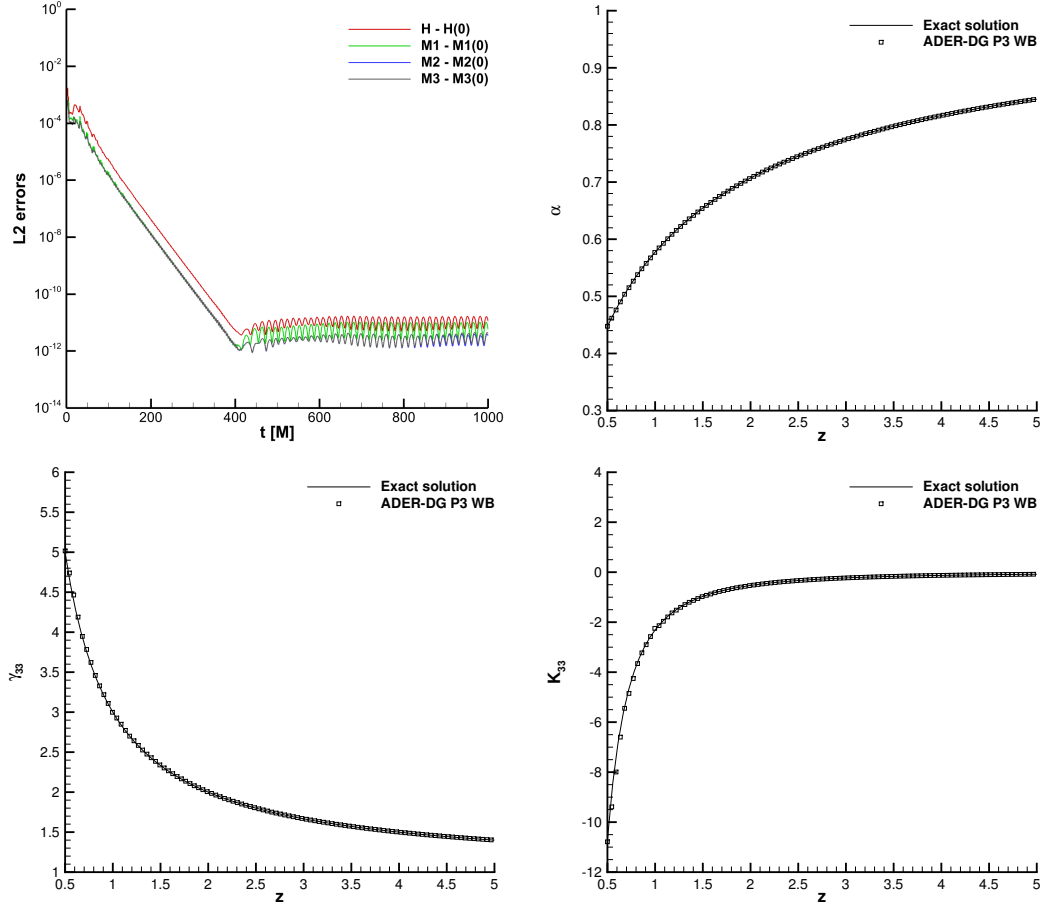 10^0
10^-2
10^-4
10^-6
10^-8
10^-10
10^-12
10^-14
L2 errors
0 200 400 600 800 1000
t [M]
H - H(0)
M1 - M1(0)
M2 - M2(0)
M3 - M3(0)
1
0.9
0.8
0.7
0.6
0.5
0.4
0.3
α
0.5 1 1.5 2 2.5 3 3.5 4 4.5 5
z
Exact solution
ADER-DG P3 WB
6
5.5
5
4.5
4
3.5
3
2.5
2
1.5
1
γ33
0.5 1 1.5 2 2.5 3 3.5 4 4.5 5
z
Exact solution
ADER-DG P3 WB
4
2
0
-2
-4
-6
-8
-10
-12
K33
0.5 1 1.5 2 2.5 3 3.5 4 4.5 5
z
Exact solution
ADER-DG P3 WB